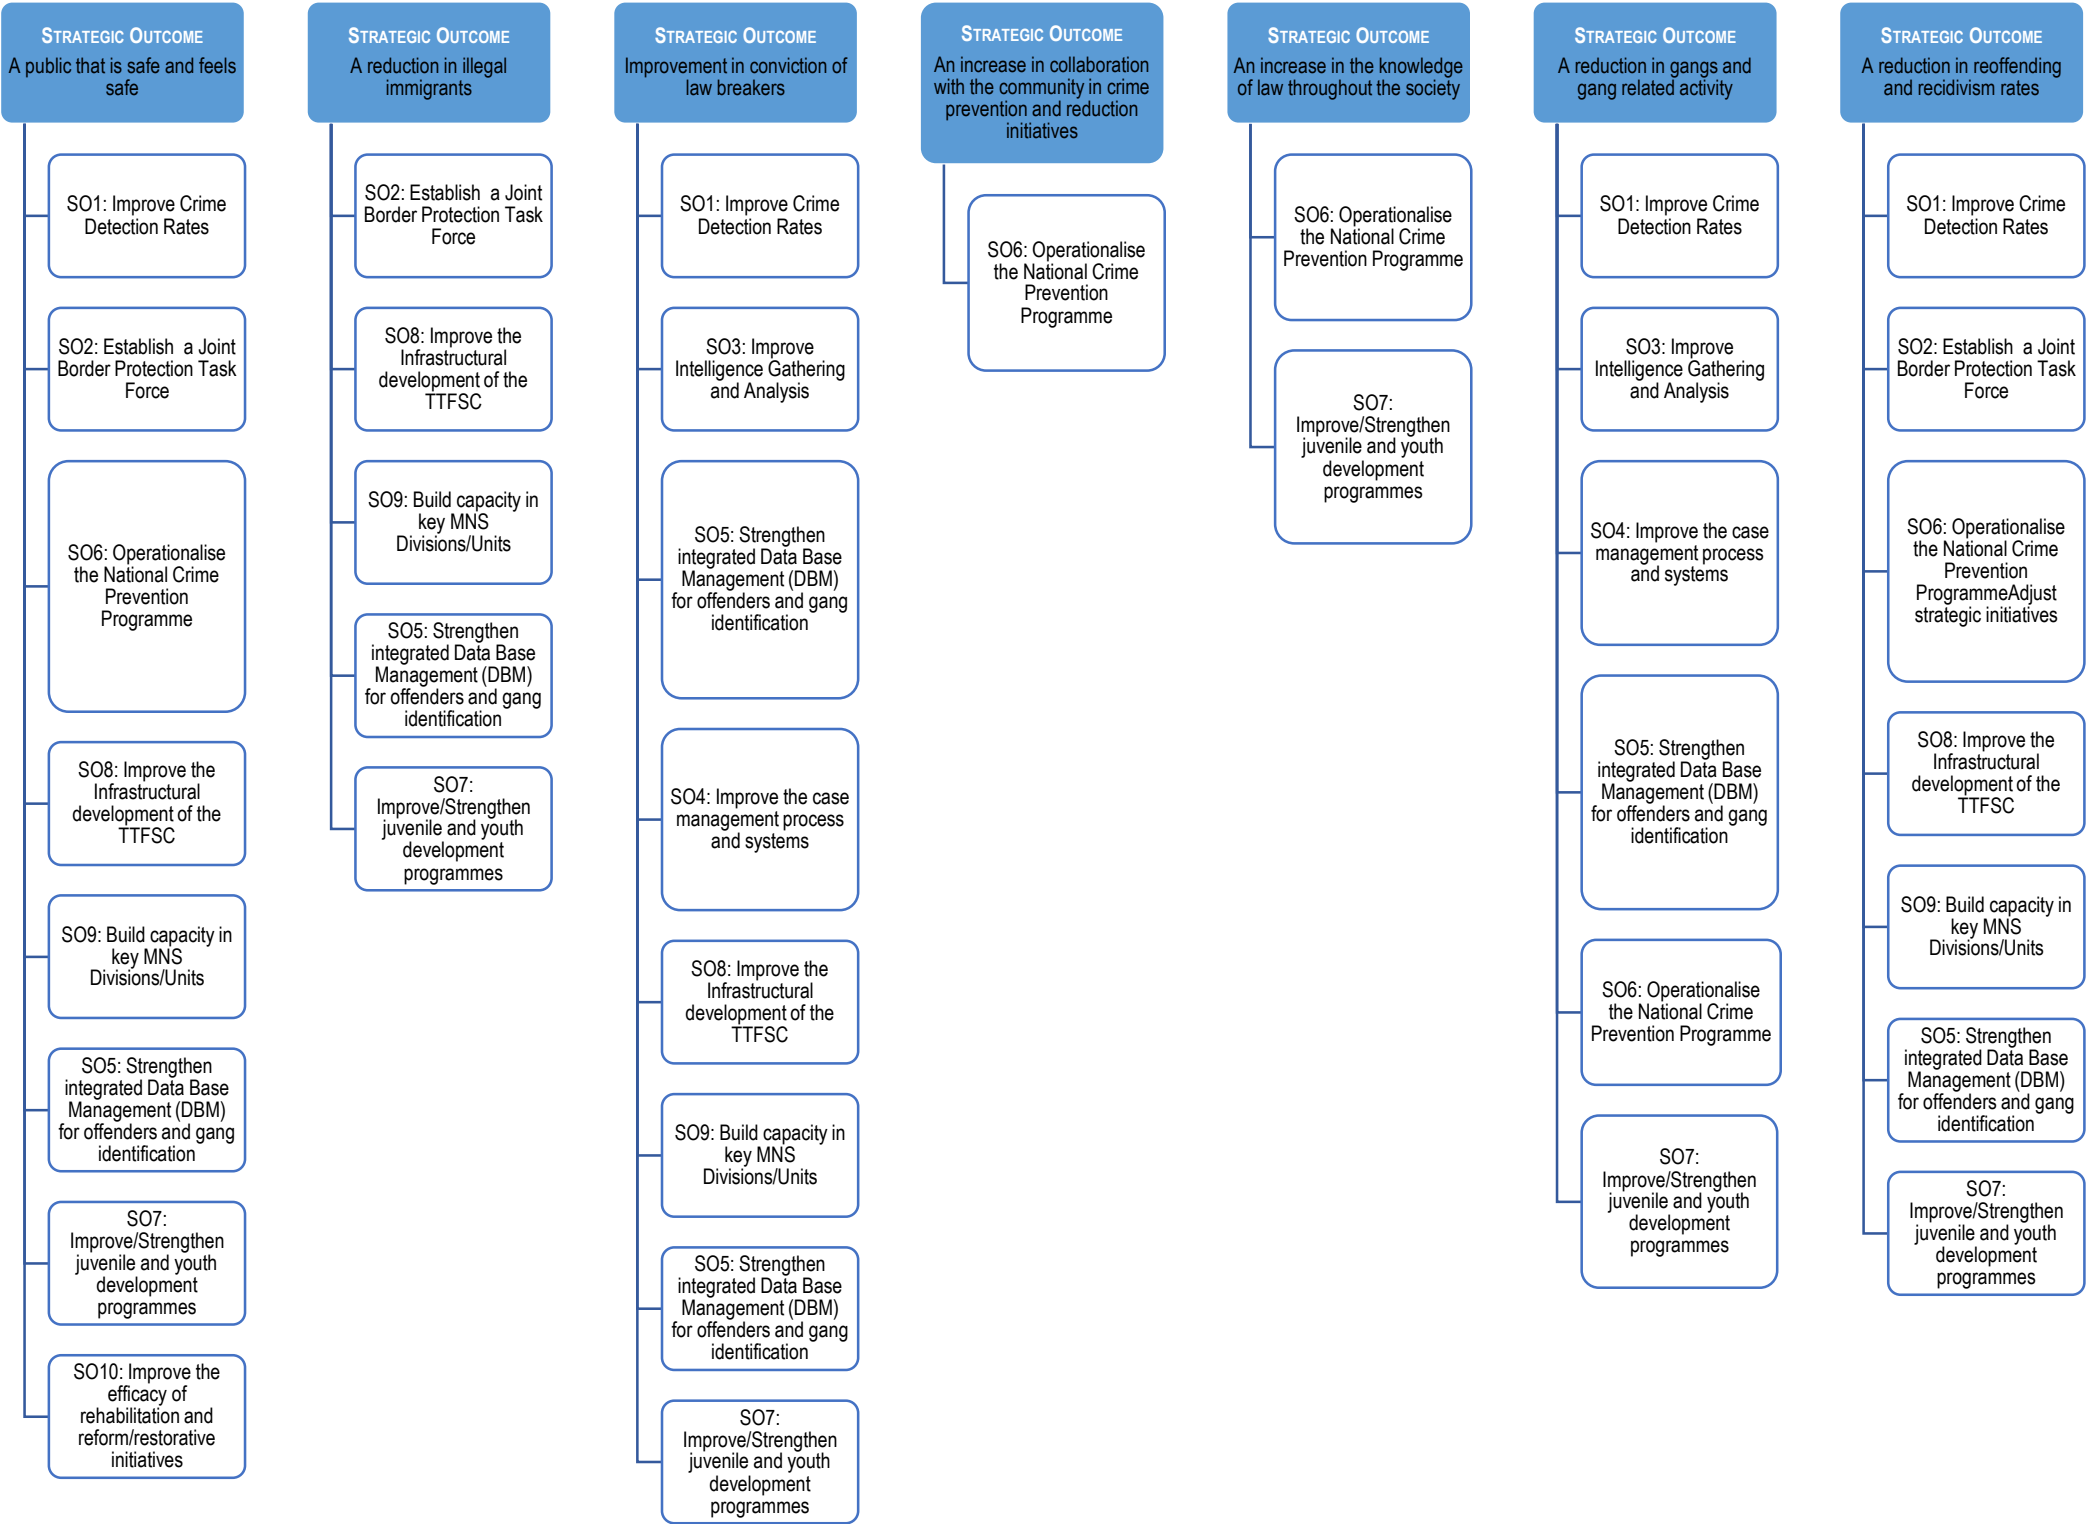 STRATEGIC OUTCOME
A public that is safe and feels
safe
SO1: Improve Crime
Detection Rates
SO2: Establish  a Joint
Border Protection Task
Force
SO6: Operationalise
the National Crime
Prevention
Programme
SO8: Improve the
Infrastructural
development of the
TTFSC
SO9: Build capacity in
key MNS
Divisions/Units
SO5: Strengthen
integrated Data Base
Management (DBM)
for offenders and gang
identification
SO7:
Improve/Strengthen
juvenile and youth
development
programmes
SO10: Improve the
efficacy of
rehabilitation and
reform/restorative
initiatives
STRATEGIC OUTCOME
A reduction in illegal
immigrants
SO2: Establish  a Joint
Border Protection Task
Force
SO8: Improve the
Infrastructural
development of the
TTFSC
SO9: Build capacity in
key MNS
Divisions/Units
SO5: Strengthen
integrated Data Base
Management (DBM)
for offenders and gang
identification
SO7:
Improve/Strengthen
juvenile and youth
development
programmes
STRATEGIC OUTCOME
Improvement in conviction of
law breakers
SO1: Improve Crime
Detection Rates
SO3: Improve
Intelligence Gathering
and Analysis
SO5: Strengthen
integrated Data Base
Management (DBM)
for offenders and gang
identification
SO4: Improve the case
management process
and systems
SO8: Improve the
Infrastructural
development of the
TTFSC
SO9: Build capacity in
key MNS
Divisions/Units
SO5: Strengthen
integrated Data Base
Management (DBM)
for offenders and gang
identification
SO7:
Improve/Strengthen
juvenile and youth
development
programmes
STRATEGIC OUTCOME
An increase in collaboration
with the community in crime
prevention and reduction
initiatives
SO6: Operationalise
the National Crime
Prevention
Programme
STRATEGIC OUTCOME
An increase in the knowledge
of law throughout the society
SO6: Operationalise
the National Crime
Prevention Programme
SO7:
Improve/Strengthen
juvenile and youth
development
programmes
STRATEGIC OUTCOME
A reduction in gangs and
gang related activity
SO1: Improve Crime
Detection Rates
SO3: Improve
Intelligence Gathering
and Analysis
SO4: Improve the case
management process
and systems
SO5: Strengthen
integrated Data Base
Management (DBM)
for offenders and gang
identification
SO6: Operationalise
the National Crime
Prevention Programme
SO7:
Improve/Strengthen
juvenile and youth
development
programmes
STRATEGIC OUTCOME
A reduction in reoffending
and recidivism rates
SO1: Improve Crime
Detection Rates
SO2: Establish  a Joint
Border Protection Task
Force
SO6: Operationalise
the National Crime
Prevention
ProgrammeAdjust
strategic initiatives
SO8: Improve the
Infrastructural
development of the
TTFSC
SO9: Build capacity in
key MNS
Divisions/Units
SO5: Strengthen
integrated Data Base
Management (DBM)
for offenders and gang
identification
SO7:
Improve/Strengthen
juvenile and youth
development
programmes